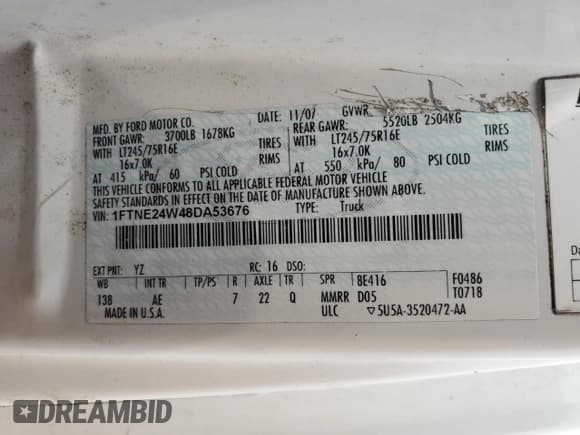 MFD. BY FORD MOTOR CO.
DATE: 11/07 GVWR:
FRONT GAWR: 3700LB 1678KG
REAR GAWR: 5520LB 2504KG
WITH LT245/75R16E TIRES
WITH LT245/75R16E TIRES
16x7.0K RIMS
16x7.0K RIMS
AT 415 kPa/ 60 PSI COLD
AT 550 kPa/ 80 PSI COLD
THIS VEHICLE CONFORMS TO ALL APPLICABLE FEDERAL MOTOR VEHICLE
SAFETY STANDARDS IN EFFECT ON THE DATE OF MANUFACTURE SHOWN ABOVE.
VIN: 1FTNE24W48DA53676 TYPE: Truck
EXT PNT: YZ RC: 16 DSO:
WB INT TR TP/PS R AXLE TR SPR 8E416 F0486
138 AE 7 22 Q MMRR D05 T0718
MADE IN U.S.A. ULC ▽5U5A-3520472-AA
Da
DREAMBID